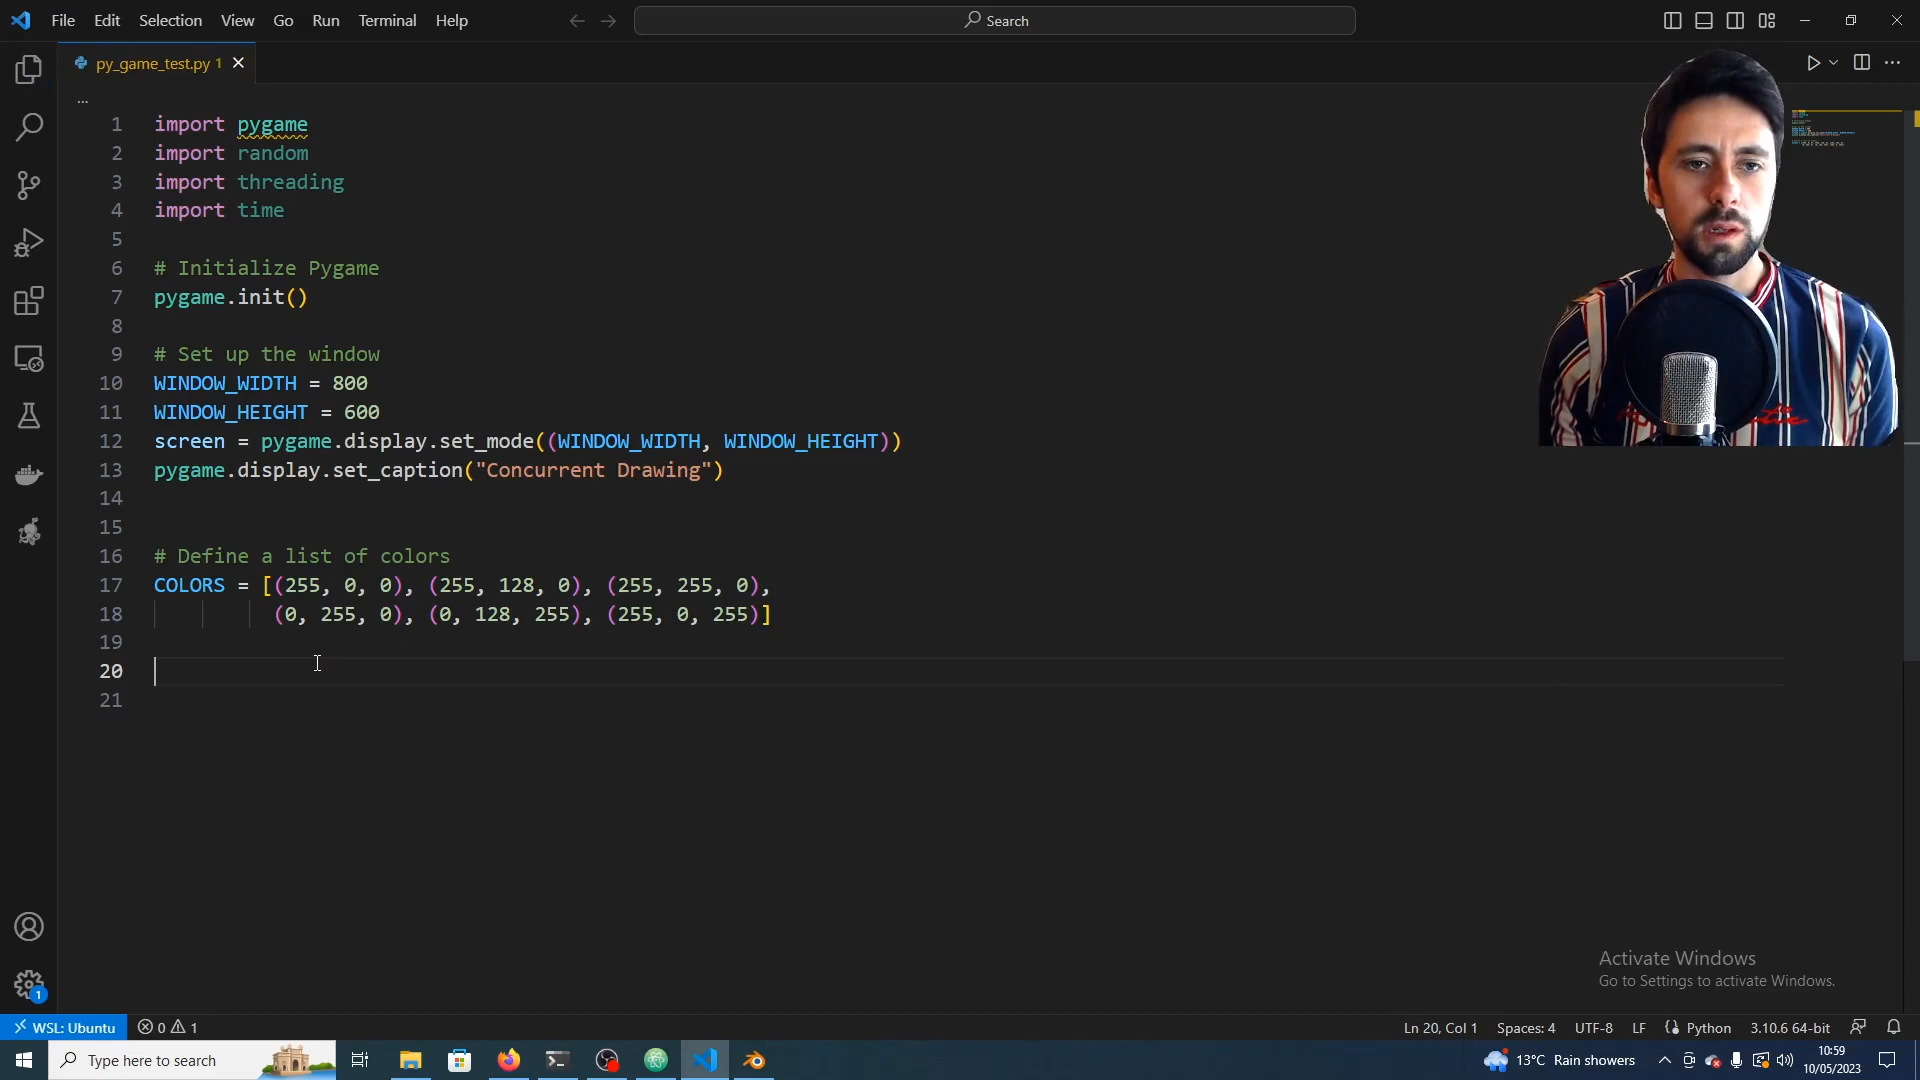 File Edit Selection View Go Run Terminal Help
Search
py_game_test.py 1
...
1 import pygame
2 import random
3 import threading
4 import time
5
6 # Initialize Pygame
7 pygame.init()
8
9 # Set up the window
10 WINDOW_WIDTH = 800
11 WINDOW_HEIGHT = 600
12 screen = pygame.display.set_mode((WINDOW_WIDTH, WINDOW_HEIGHT))
13 pygame.display.set_caption("Concurrent Drawing")
14
15
16 # Define a list of colors
17 COLORS = [(255, 0, 0), (255, 128, 0), (255, 255, 0),
18 (0, 255, 0), (0, 128, 255), (255, 0, 255)]
19
20
21
Activate Windows
Go to Settings to activate Windows.
1
WSL: Ubuntu 0 1 Ln 20, Col 1 Spaces: 4 UTF-8 LF Python 3.10.6 64-bit
Type here to search 13°C Rain showers 10:59
10/05/2023